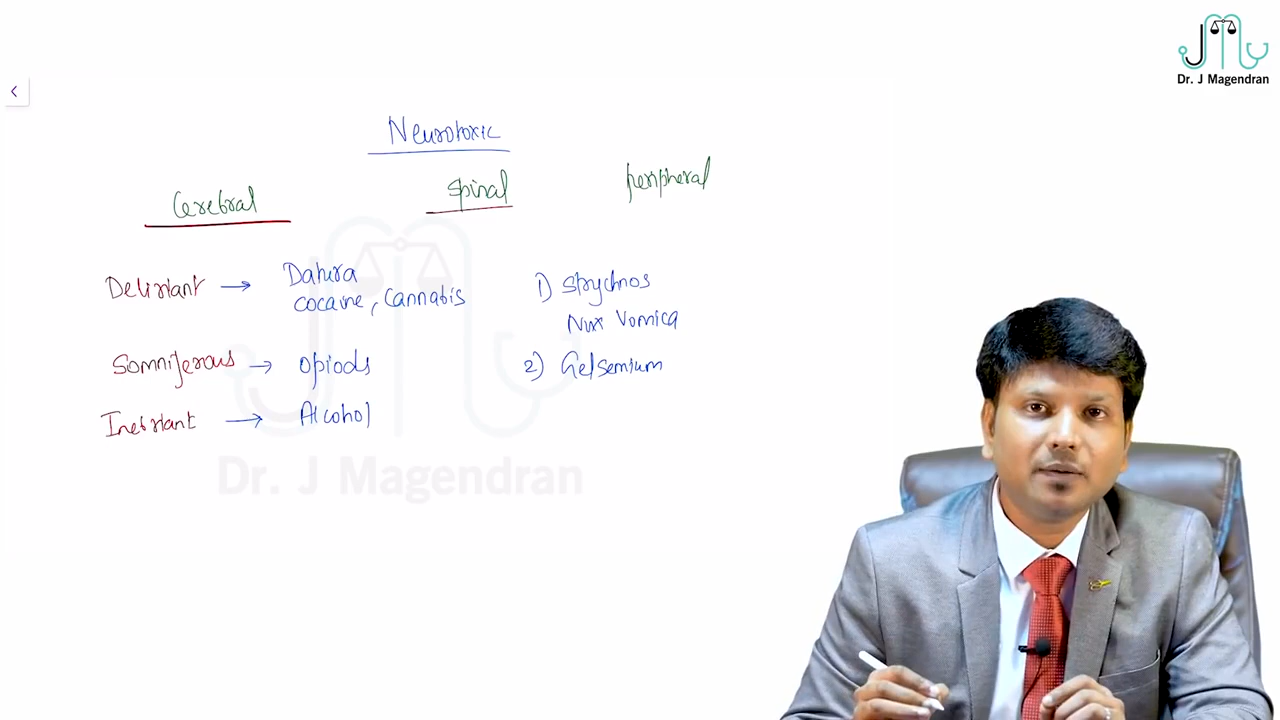 Dr. J Magendran
<
Neurotoxic
Cerebral
Spinal
peripheral
Deliriant → Datura
cocaine, Cannabis
Somniferous → Opiods
Inebriant → Alcohol
1) Strychnos
Nux Vomica
2) Gelsemium
Dr. J Magendran